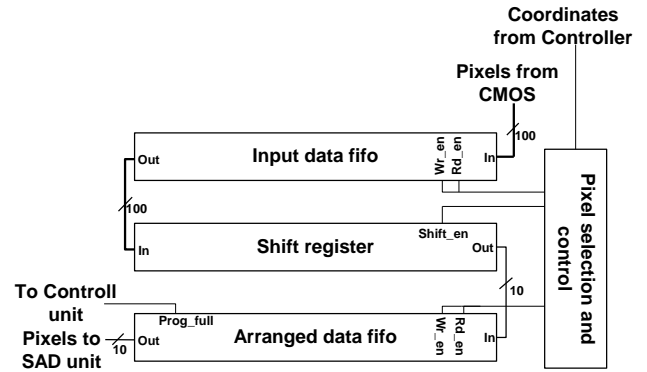 Coordinates
from Controller
Pixels from
CMOS
100
Out
Input data fifo
Wr_en
Rd_en
In
100
In
Shift register
Shift_en
Out
Pixel selection and
control
10
To Controll
unit
Prog_full
Pixels to
SAD unit
10
Out
Arranged data fifo
Wr_en
Rd_en
In